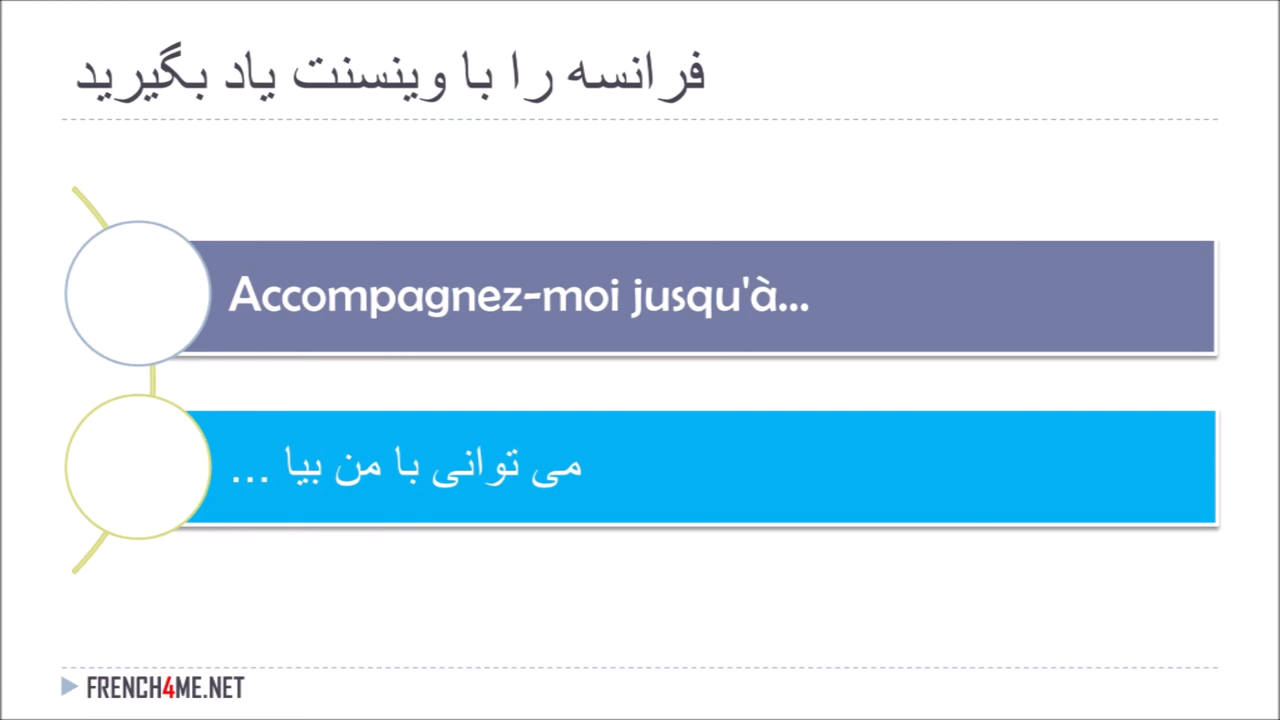 فرانسه را با وینسنت یاد بگیرید
Accompagnez-moi jusqu'à...
می توانی با من بیا ...
FRENCH4ME.NET